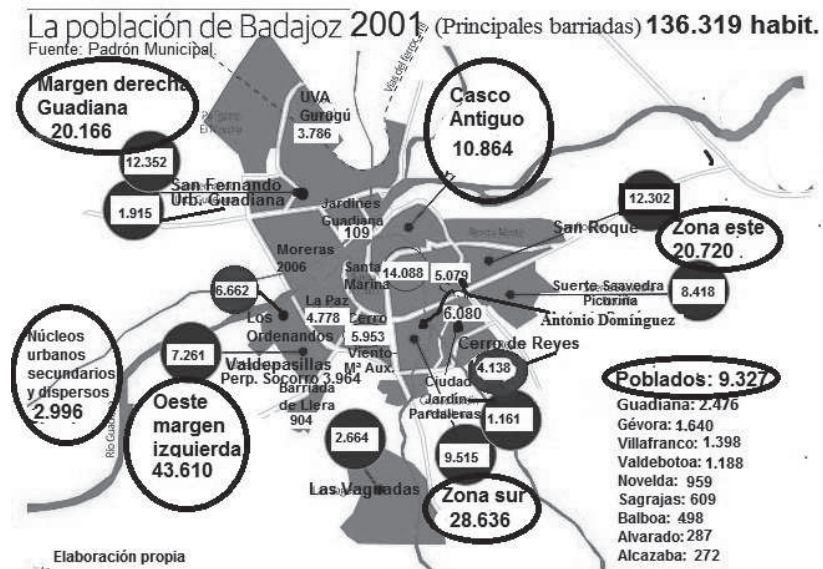 La población de Badajoz 2001 (Principales barriadas) 136.319 habit.
Fuente: Padrón Municipal.
Margen derecha
Guadiana
20.166
UVA
Gurugú
3.786
Casco
Antiguo
10.864
12.352
San Fernando
Urb. Guadiana
1.915
Jardines
Guadiana
109
12.302
San Roque
Zona este
20.720
Moreras
2006
Santa
Marina
14.088
5.079
Suerte Saavedra
Picuriña
8.418
6.662
La Paz
4.778
Ferro
5.953
6.080
Antonio Domínguez
Los
Ordenandos
Cerro de Reyes
4.138
Núcleos
urbanos
secundarios
y dispersos
2.996
7.261
Valdepasillas
Perp. Socorro 3.964
Viento
Mª Aux.
Barriada
de Llera
904
Ciudad
Jardín
Pardaleras
1.161
Oeste
margen
izquierda
43.610
Río Guad
2.664
9.515
Las Vaguadas
Zona sur
28.636
Poblados: 9.327
Guadiana: 2.476
Gévora: 1.640
Villafranco: 1.398
Valdebotoa: 1.188
Novelda: 959
Sagrajas: 609
Balboa: 498
Alvarado: 287
Alcazaba: 272
Elaboración propia